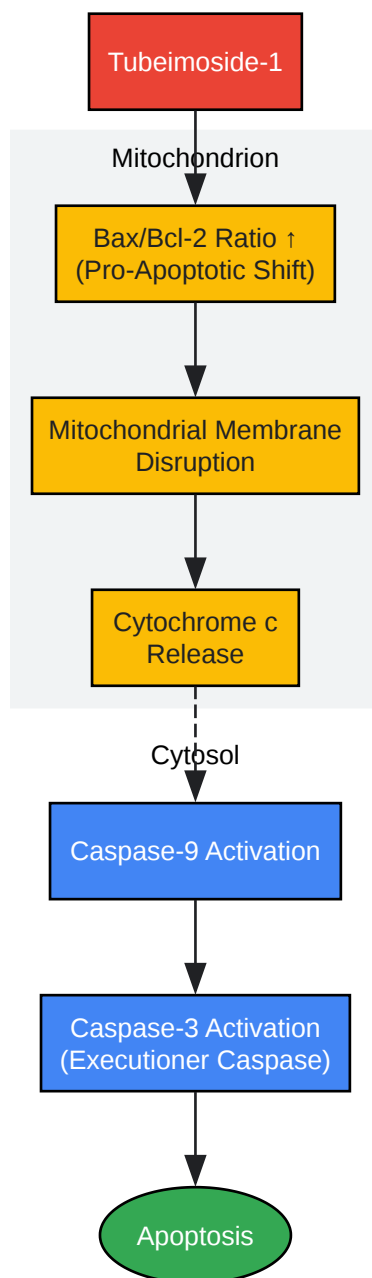 Tubeimoside-1
Mitochondrion
Bax/Bcl-2 Ratio ↑
(Pro-Apoptotic Shift)
Mitochondrial Membrane
Disruption
Cytochrome c
Release
Cytosol
Caspase-9 Activation
Caspase-3 Activation
(Executioner Caspase)
Apoptosis